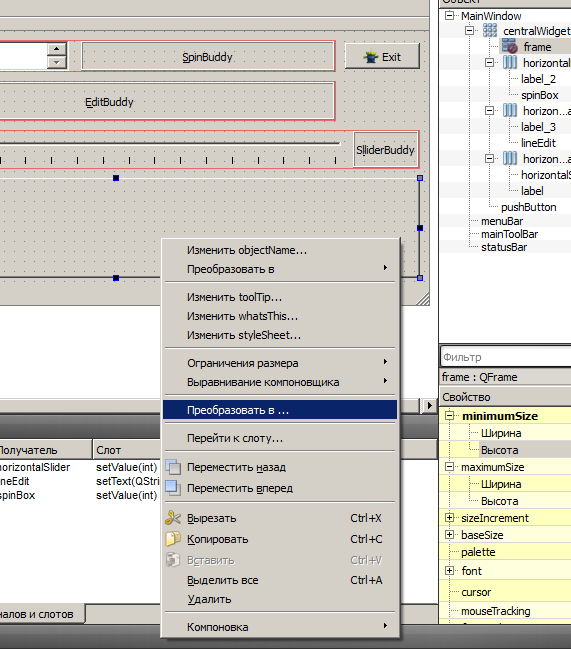 Объект
MainWindow
centralWidget
frame
horizontal
label_2
spinBox
horizon...a
label_3
lineEdit
horizon...a
horizontalS
label
pushButton
menuBar
mainToolBar
statusBar
SpinBuddy
Exit
EditBuddy
SlliderBuddy
Изменить objectName...
Преобразовать в
Изменить toolTip...
Изменить whatsThis...
Изменить styleSheet...
Ограничения размера
Выравнивание компоновщика
Преобразовать в ...
Перейти к слоту...
Переместить назад
Переместить вперед
Вырезать Ctrl+X
Копировать Ctrl+C
Вставить Ctrl+V
Выделить все Ctrl+A
Удалить
Компоновка
Фильтр
frame : QFrame
Свойство
minimumSize
Ширина
Высота
maximumSize
Ширина
Высота
sizeIncrement
baseSize
palette
font
cursor
mouseTracking
Получатель Слот
horizontalSlider setValue(int)
lineEdit setText(QStri
spinBox setValue(int)
налов и слотов